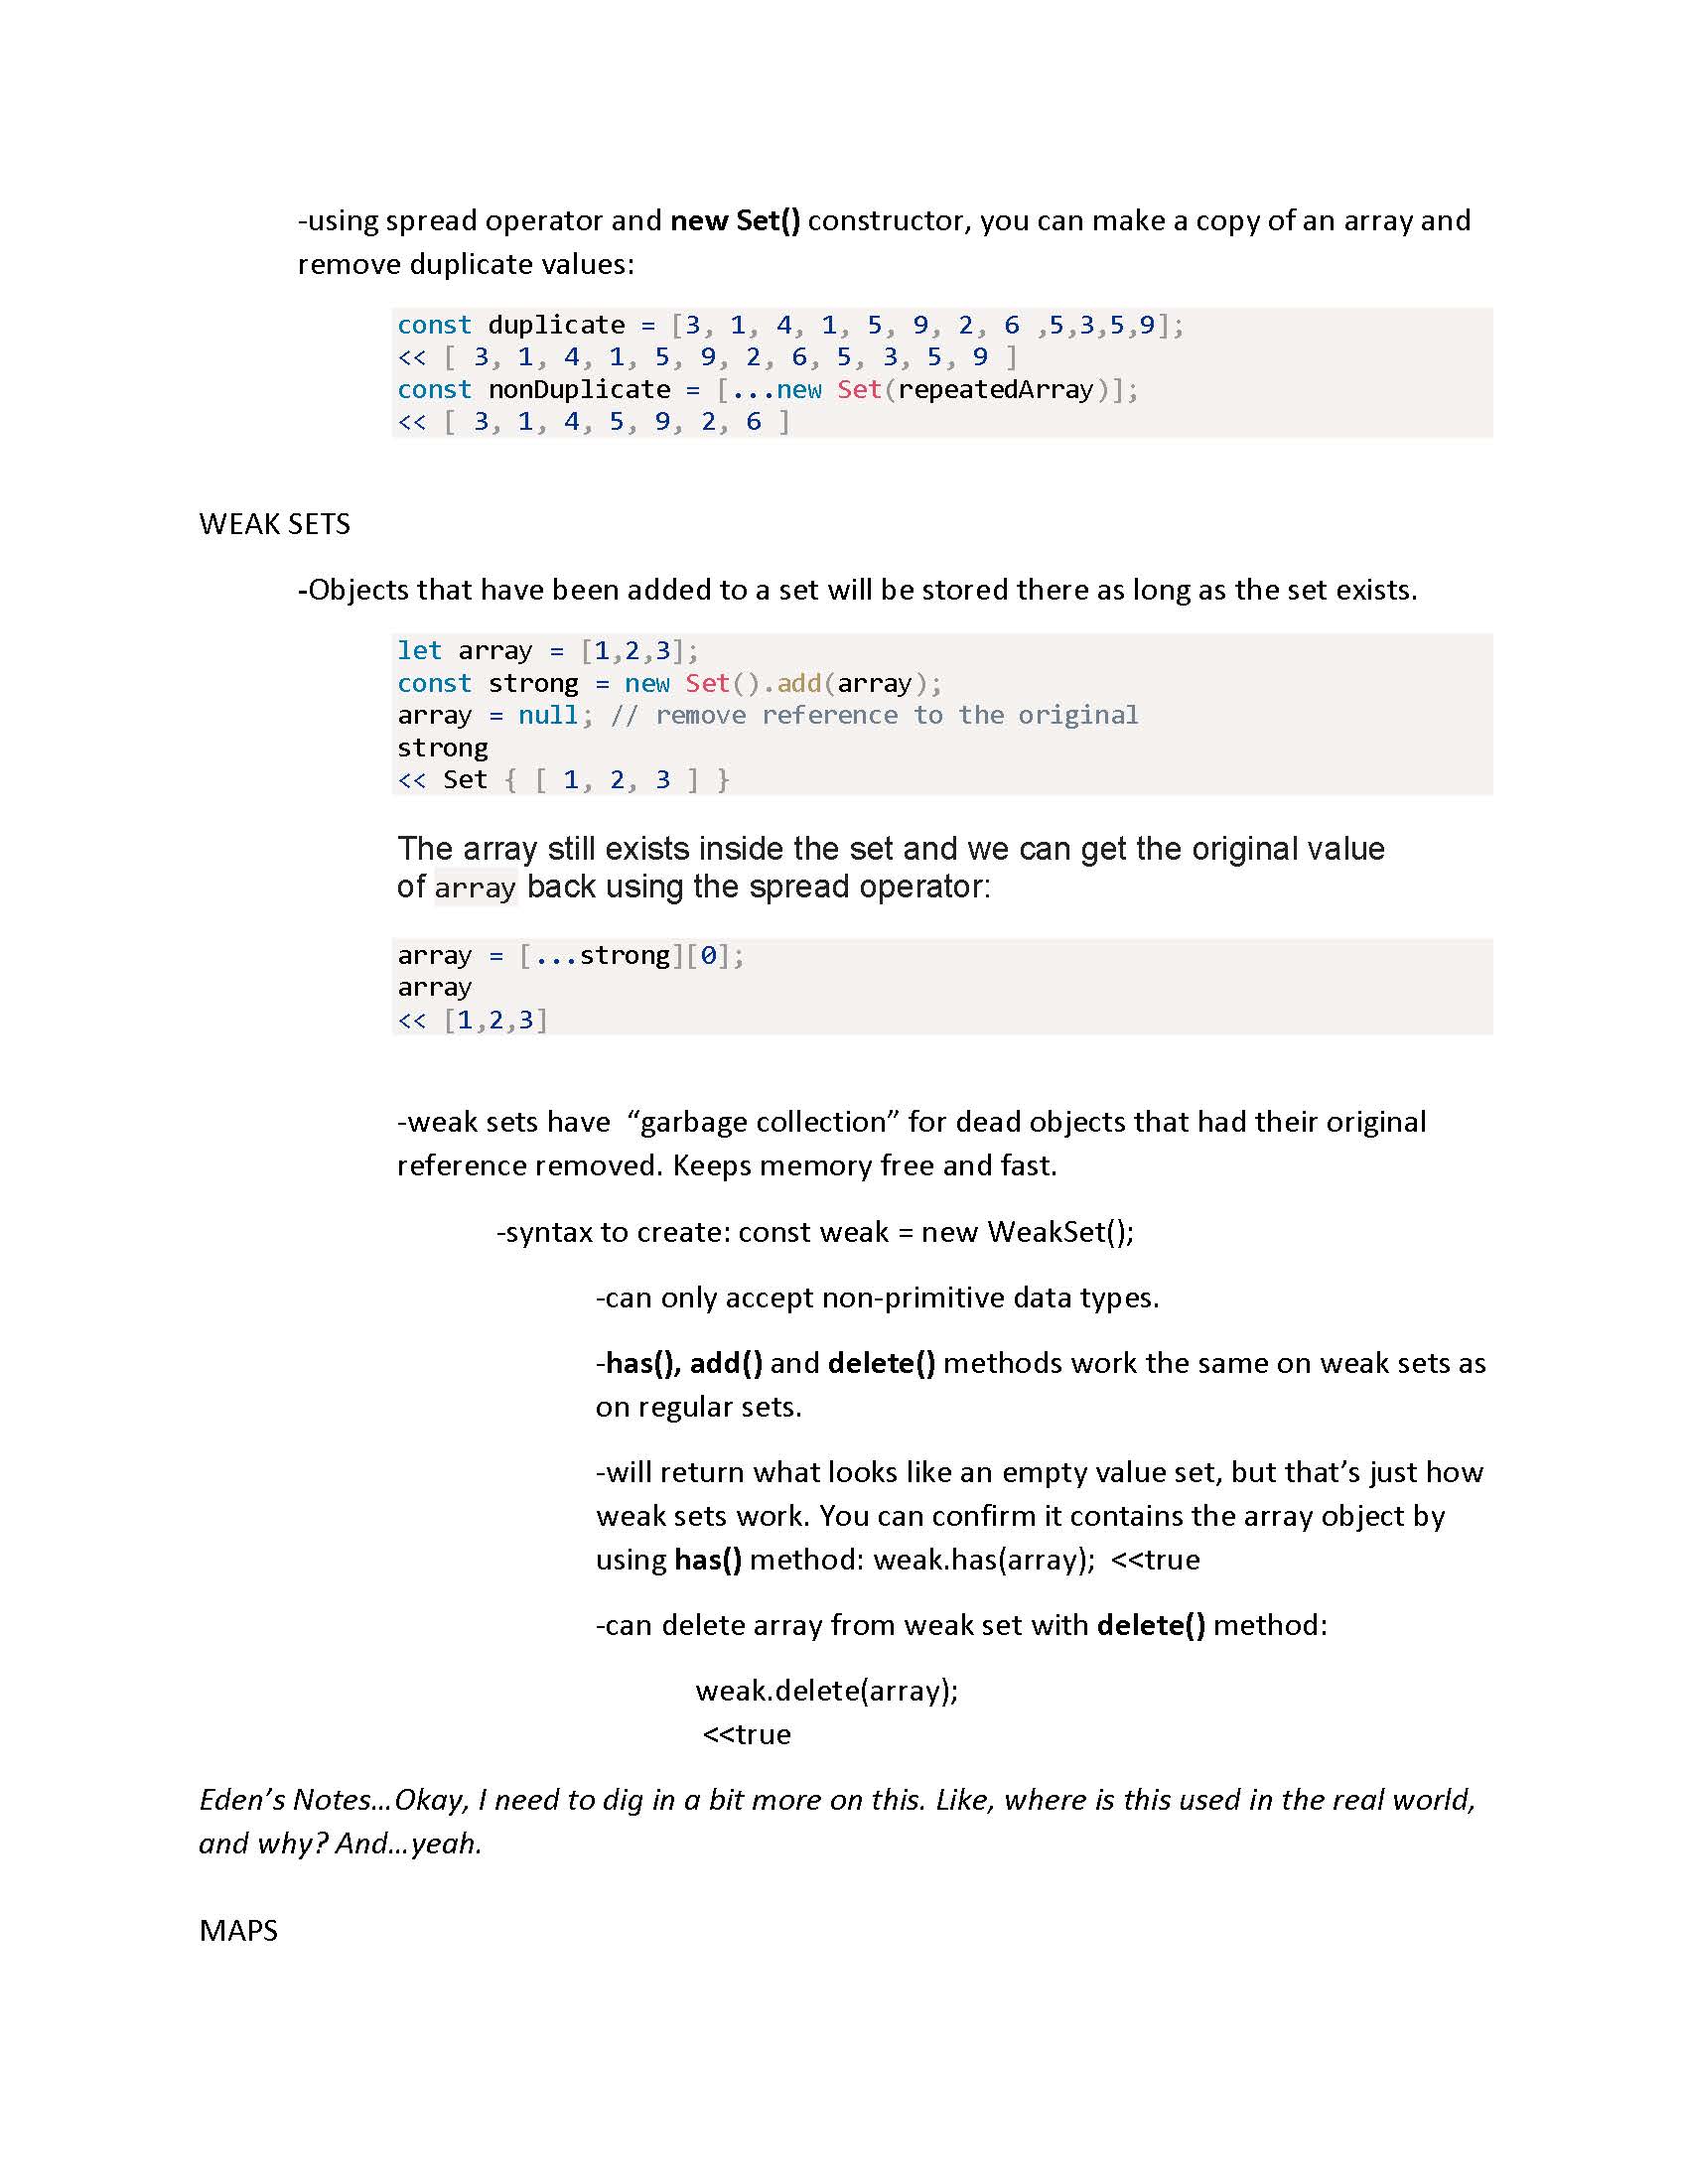 -using spread operator and new Set() constructor, you can make a copy of an array and
remove duplicate values:
const duplicate = [3, 1, 4, 1, 5, 9, 2, 6 ,5,3,5,9];
<< [ 3, 1, 4, 1, 5, 9, 2, 6, 5, 3, 5, 9 ]
const nonDuplicate = [...new Set(repeatedArray)];
<< [ 3, 1, 4, 5, 9, 2, 6 ]
WEAK SETS
-Objects that have been added to a set will be stored there as long as the set exists.
let array = [1,2,3];
const strong = new Set().add(array);
array = null; // remove reference to the original
strong
<< Set { [ 1, 2, 3 ] }
The array still exists inside the set and we can get the original value
of array back using the spread operator:
array = [...strong][0];
array
<< [1,2,3]
-weak sets have  “garbage collection” for dead objects that had their original
reference removed. Keeps memory free and fast.
-syntax to create: const weak = new WeakSet();
-can only accept non-primitive data types.
-has(), add() and delete() methods work the same on weak sets as
on regular sets.
-will return what looks like an empty value set, but that’s just how
weak sets work. You can confirm it contains the array object by
using has() method: weak.has(array);  <<true
-can delete array from weak set with delete() method:
weak.delete(array);
<<true
Eden’s Notes…Okay, I need to dig in a bit more on this. Like, where is this used in the real world,
and why? And…yeah.
MAPS